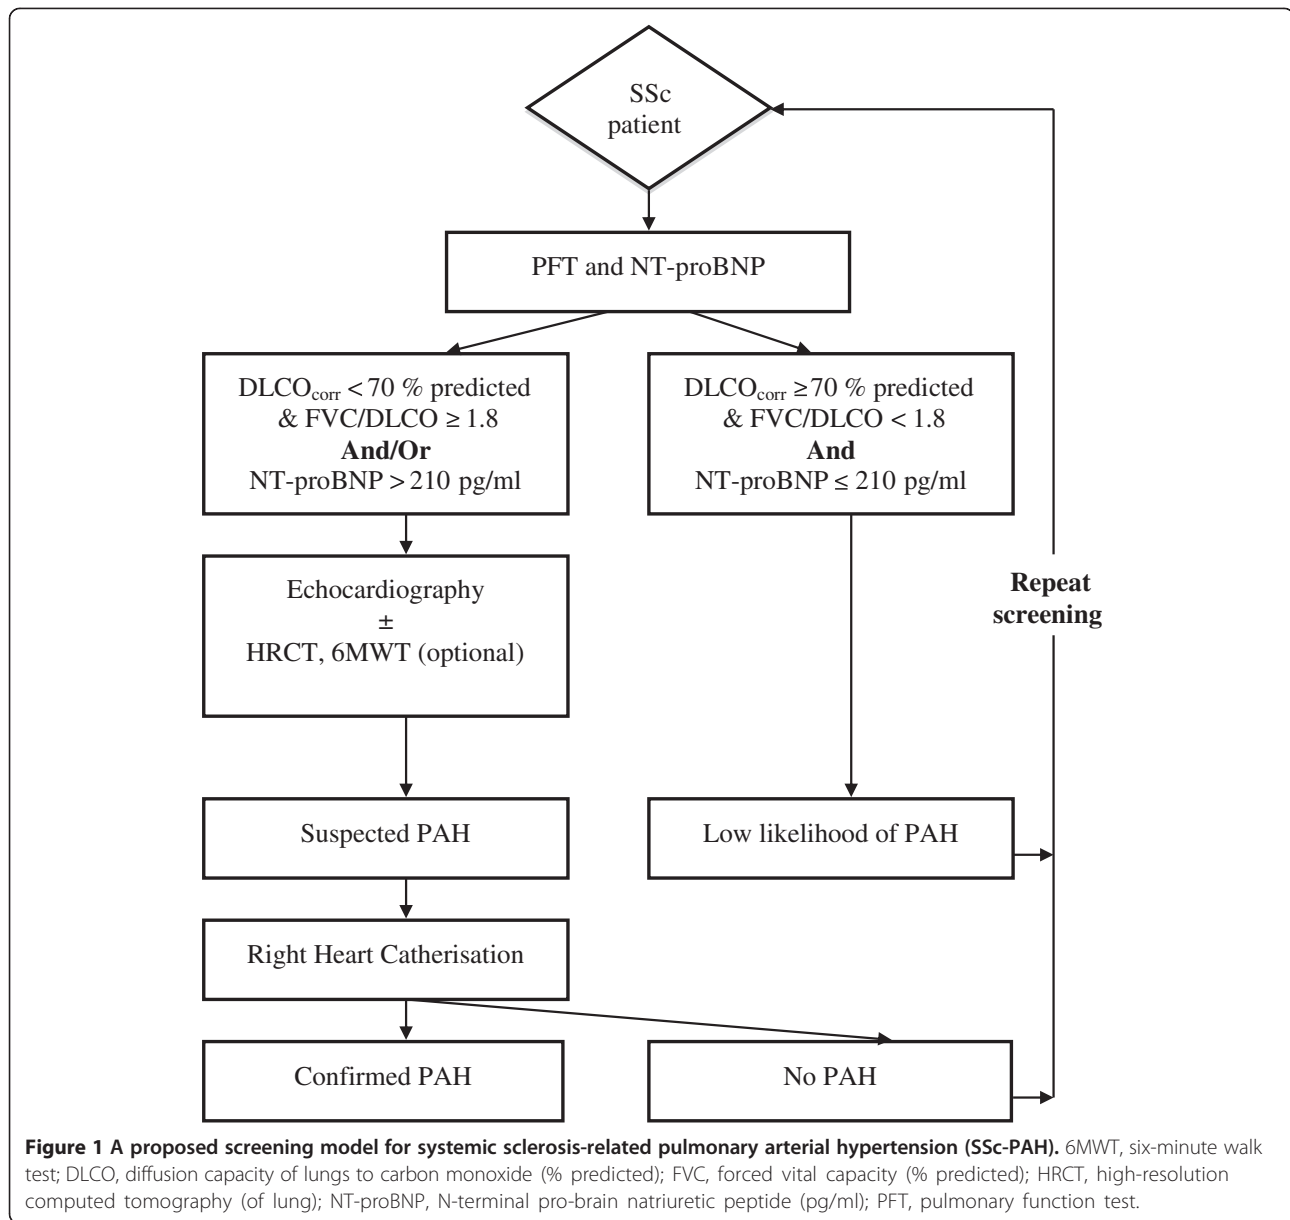 SSc
patient
PFT and NT-proBNP
DLCOcorr < 70 % predicted
& FVC/DLCO ≥ 1.8
And/Or
NT-proBNP > 210 pg/ml
DLCOcorr ≥ 70 % predicted
& FVC/DLCO < 1.8
And
NT-proBNP ≤ 210 pg/ml
Echocardiography
±
HRCT, 6MWT (optional)
Repeat
screening
Suspected PAH
Low likelihood of PAH
Right Heart Catherisation
Confirmed PAH
No PAH
Figure 1 A proposed screening model for systemic sclerosis-related pulmonary arterial hypertension (SSc-PAH). 6MWT, six-minute walk
test; DLCO, diffusion capacity of lungs to carbon monoxide (% predicted); FVC, forced vital capacity (% predicted); HRCT, high-resolution
computed tomography (of lung); NT-proBNP, N-terminal pro-brain natriuretic peptide (pg/ml); PFT, pulmonary function test.